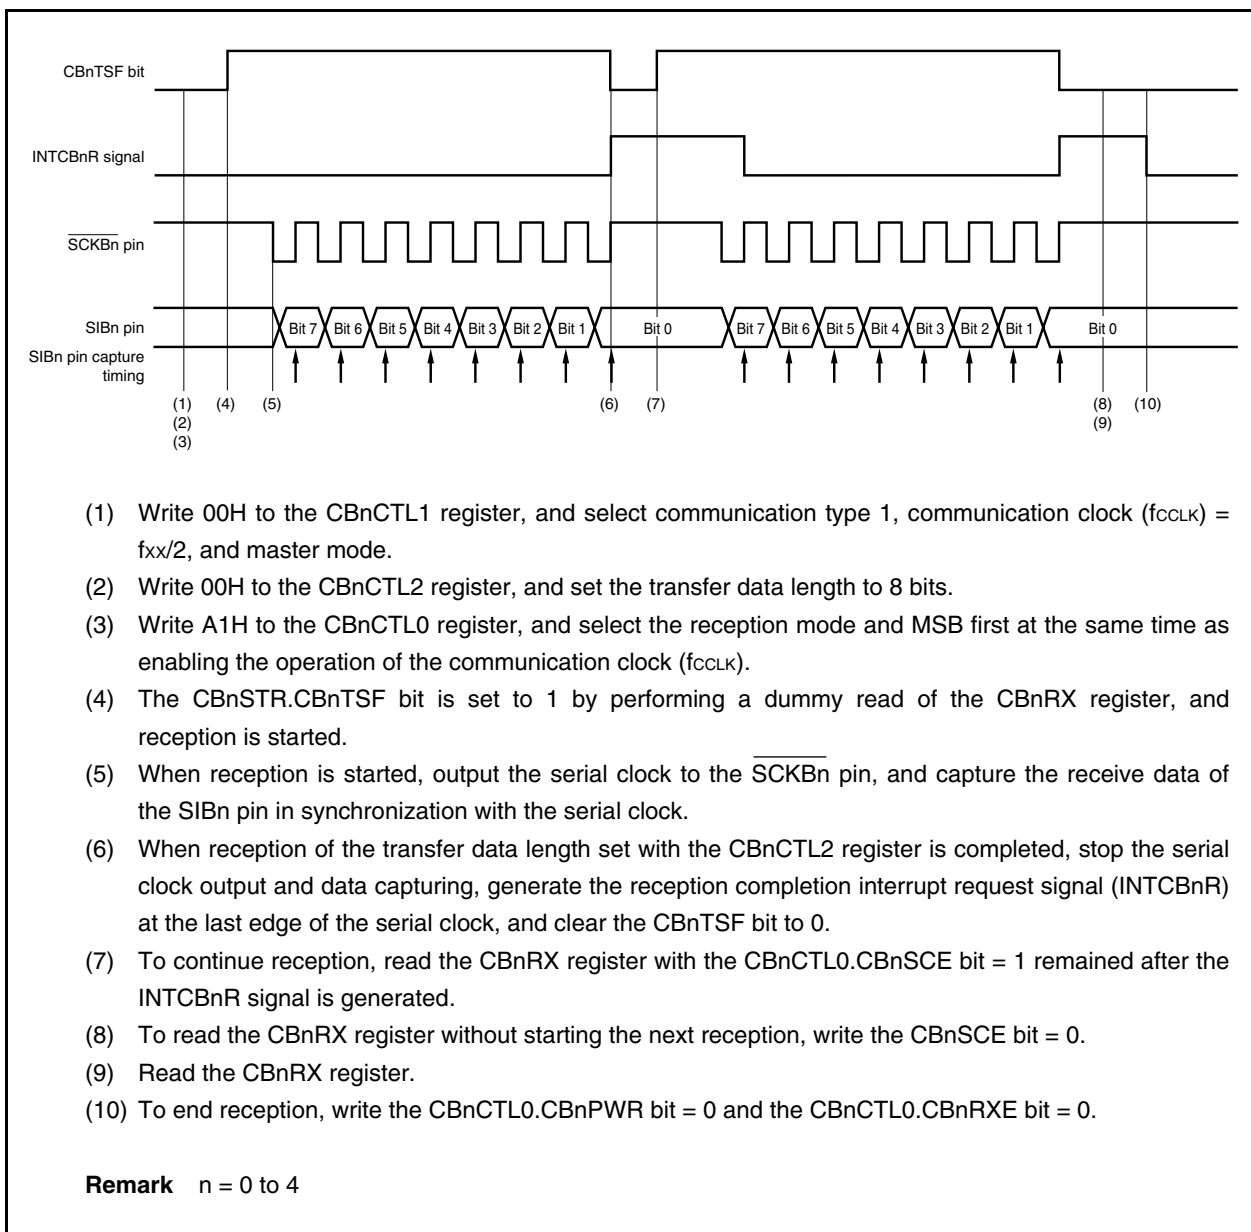 CBnTSF bit
INTCBnR signal
SCKBn pin
SIBn pin
Bit 7 Bit 6 Bit 5 Bit 4 Bit 3 Bit 2 Bit 1 Bit 0 Bit 7 Bit 6 Bit 5 Bit 4 Bit 3 Bit 2 Bit 1 Bit 0
SIBn pin capture
timing
(1) (4) (5) (6) (7) (8) (10)
(2) (9)
(3)
(1) Write 00H to the CBnCTL1 register, and select communication type 1, communication clock (fCCLK) =
fxx/2, and master mode.
(2) Write 00H to the CBnCTL2 register, and set the transfer data length to 8 bits.
(3) Write A1H to the CBnCTL0 register, and select the reception mode and MSB first at the same time as
enabling the operation of the communication clock (fCCLK).
(4) The CBnSTR.CBnTSF bit is set to 1 by performing a dummy read of the CBnRX register, and
reception is started.
(5) When reception is started, output the serial clock to the SCKBn pin, and capture the receive data of
the SIBn pin in synchronization with the serial clock.
(6) When reception of the transfer data length set with the CBnCTL2 register is completed, stop the serial
clock output and data capturing, generate the reception completion interrupt request signal (INTCBnR)
at the last edge of the serial clock, and clear the CBnTSF bit to 0.
(7) To continue reception, read the CBnRX register with the CBnCTL0.CBnSCE bit = 1 remained after the
INTCBnR signal is generated.
(8) To read the CBnRX register without starting the next reception, write the CBnSCE bit = 0.
(9) Read the CBnRX register.
(10) To end reception, write the CBnCTL0.CBnPWR bit = 0 and the CBnCTL0.CBnRXE bit = 0.
Remark n = 0 to 4